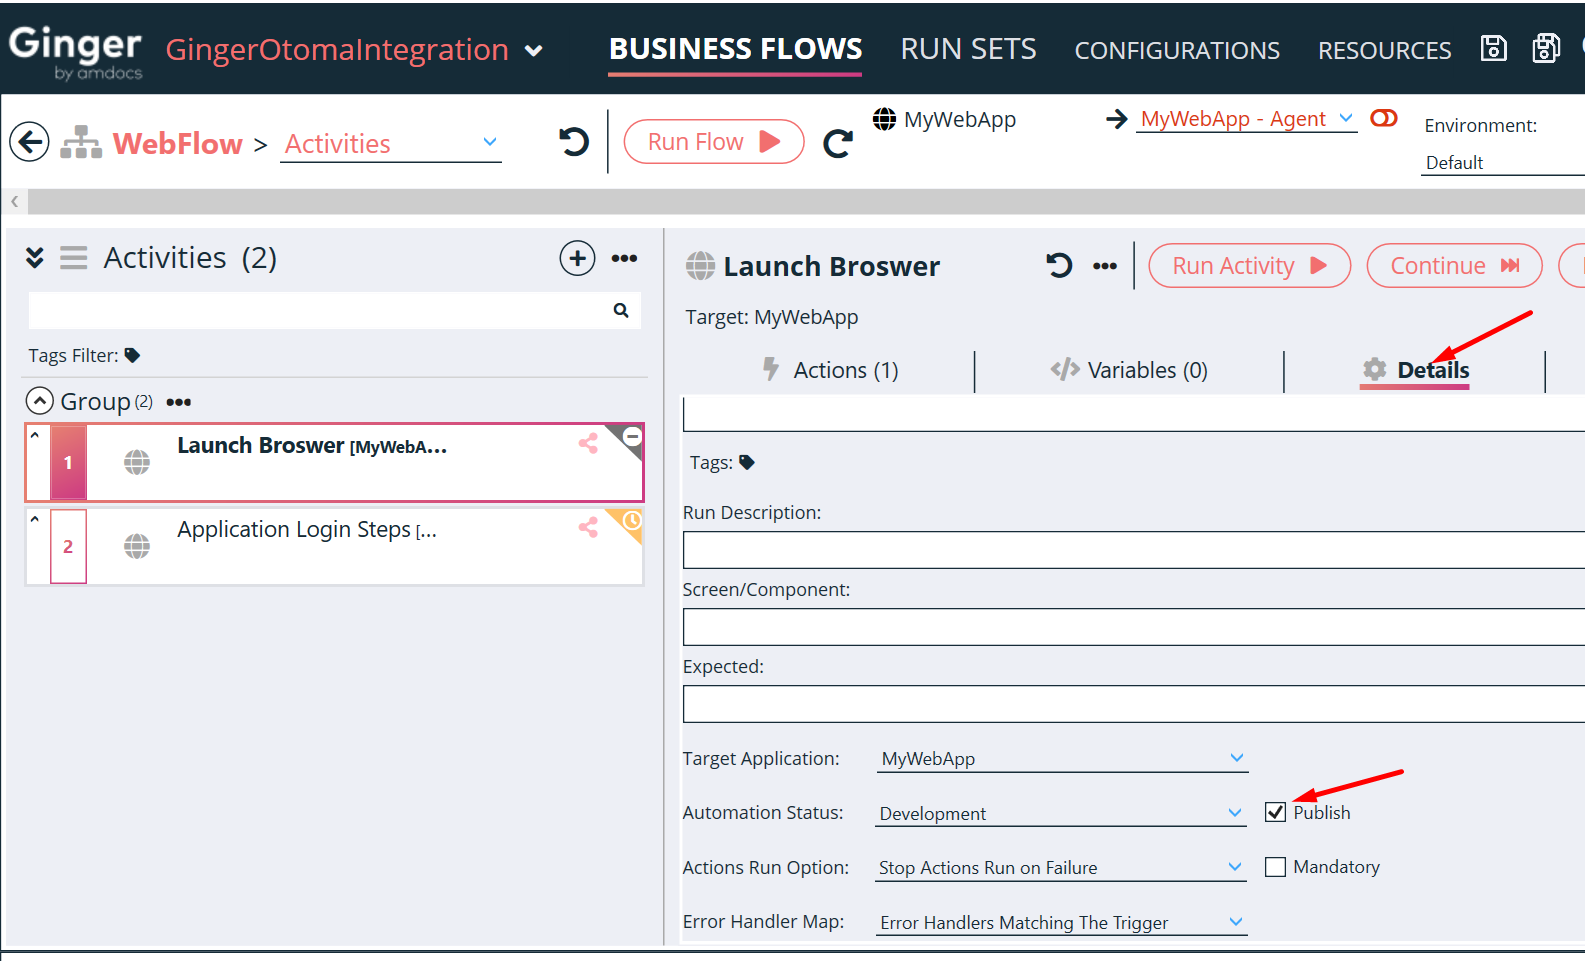 Ginger
by amdocs
GingerOtomaIntegration
BUSINESS FLOWS
RUN SETS
CONFIGURATIONS
RESOURCES
WebFlow > Activities
Run Flow
MyWebApp
MyWebApp - Agent
Environment:
Default
Activities (2)
Tags Filter:
Group (2)
1
Launch Broswer [MyWebA...
2
Application Login Steps [...
Launch Broswer
Run Activity
Continue
Target: MyWebApp
Actions (1)
Variables (0)
Details
Tags:
Run Description:
Screen/Component:
Expected:
Target Application:
MyWebApp
Automation Status:
Development
Publish
Actions Run Option:
Stop Actions Run on Failure
Mandatory
Error Handler Map:
Error Handlers Matching The Trigger